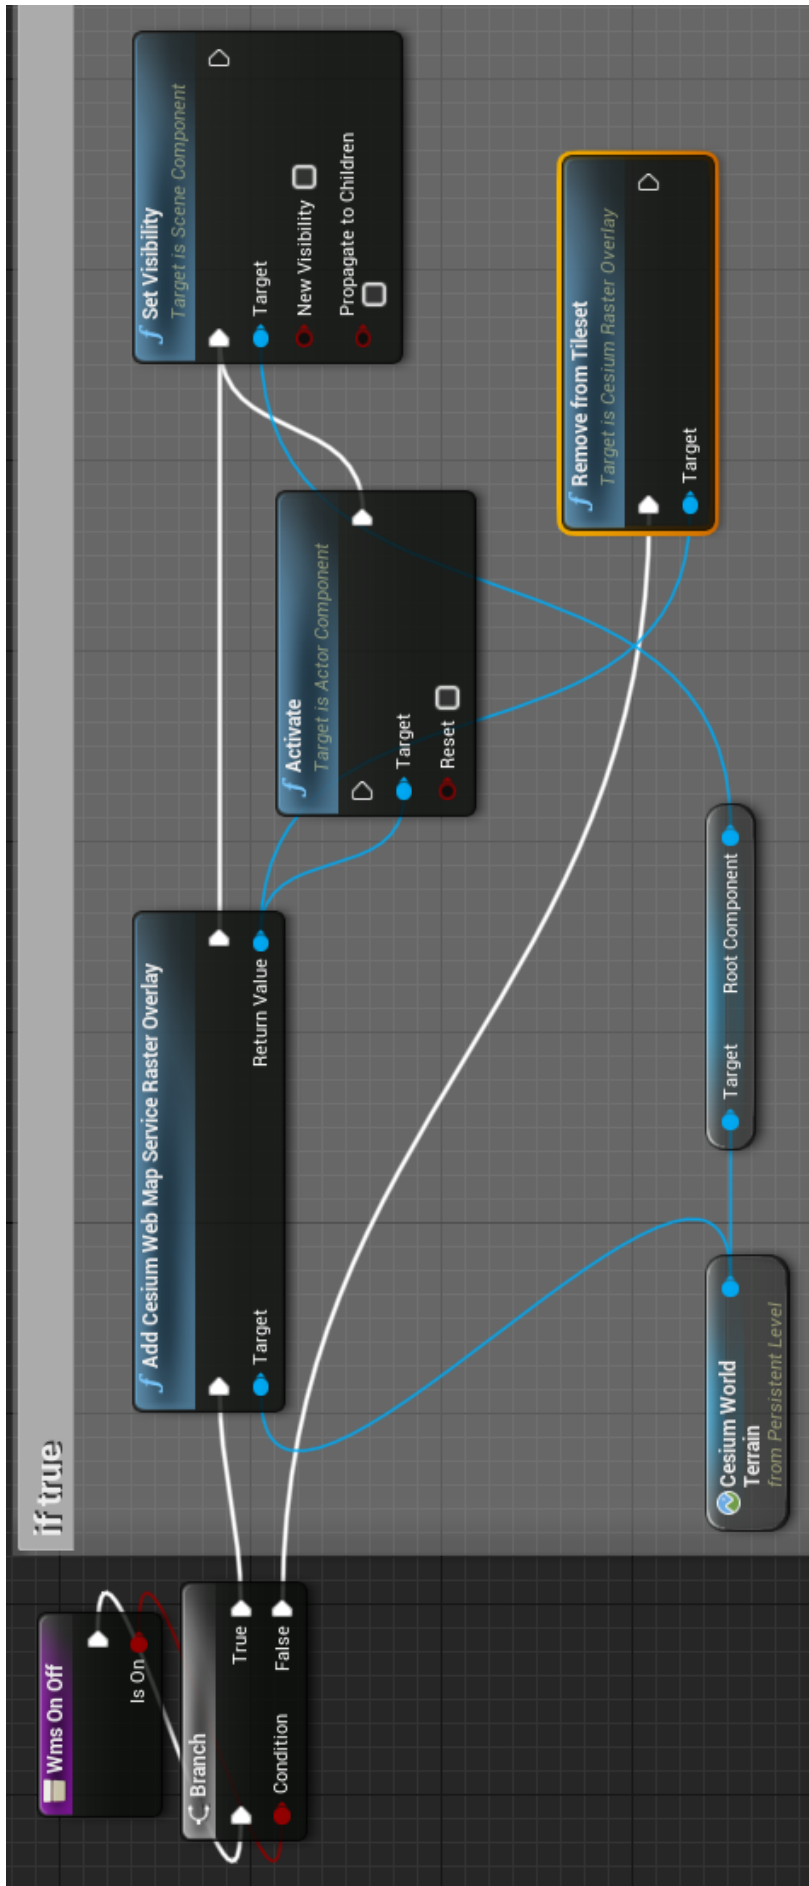 if true
Wms On Off
Is On
Branch
True
Condition
False
Add Cesium Web Map Service Raster Overlay
Target
Return Value
Activate
Target is Actor Component
Target
Reset
Set Visibility
Target is Scene Component
Target
New Visibility
Propagate to Children
Remove from Tileset
Target is Cesium Raster Overlay
Target
Cesium World
Terrain
from Persistent Level
Target
Root Component